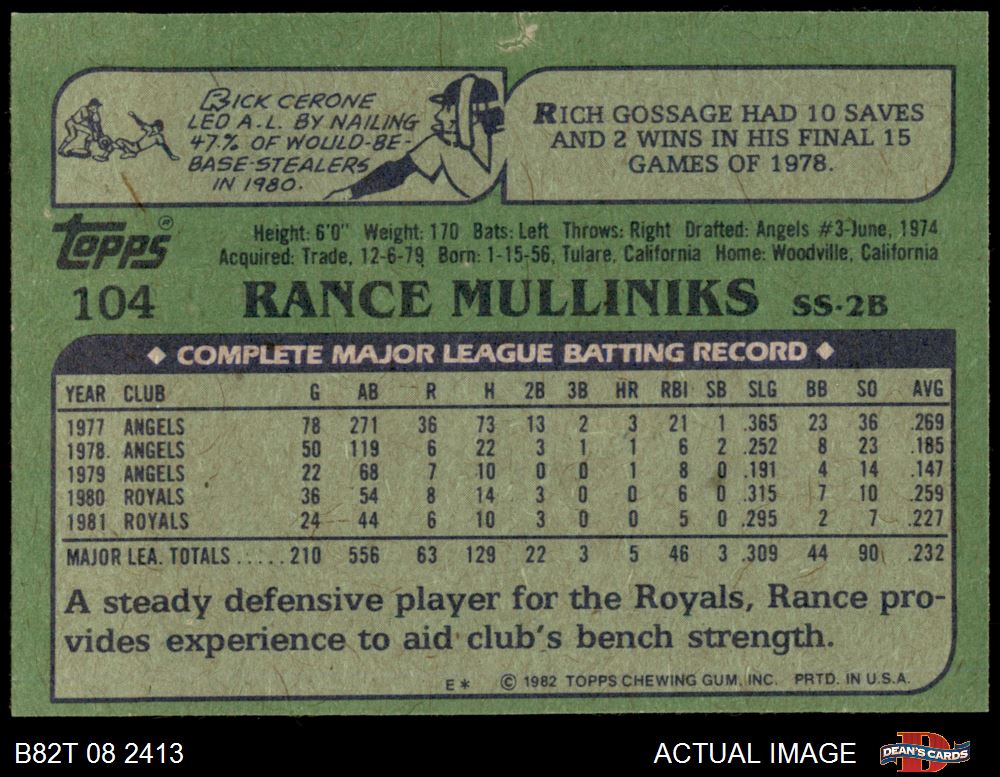 RICK CERONE
LED A.L. BY NAILING
47.% OF WOULD-BE-
BASE-STEALERS
IN 1980.
RICH GOSSAGE HAD 10 SAVES
AND 2 WINS IN HIS FINAL 15
GAMES OF 1978.
Topps®
Height: 6'0" Weight: 170 Bats: Left Throws: Right Drafted: Angels #3-June, 1974
Acquired: Trade, 12-6-79 Born: 1-15-56, Tulare, California Home: Woodville, California
104 RANCE MULLINIKS SS-2B
◆ COMPLETE MAJOR LEAGUE BATTING RECORD ◆
YEAR CLUB G AB R H 2B 3B HR RBI SB SLG BB SO AVG
1977 ANGELS 78 271 36 73 13 2 3 21 1 .365 23 36 .269
1978. ANGELS 50 119 6 22 3 1 1 6 2 .252 8 23 .185
1979 ANGELS 22 68 7 10 0 0 1 8 0 .191 4 14 .147
1980 ROYALS 36 54 8 14 3 0 0 6 0 .315 7 10 .259
1981 ROYALS 24 44 6 10 3 0 0 5 0 .295 2 7 .227
MAJOR LEA. TOTALS ..... 210 556 63 129 22 3 5 46 3 .309 44 90 .232
A steady defensive player for the Royals, Rance pro-
vides experience to aid club's bench strength.
E* © 1982 TOPPS CHEWING GUM, INC. PRTD. IN U.S.A.
B82T 08 2413 ACTUAL IMAGE DEAN'S CARDS